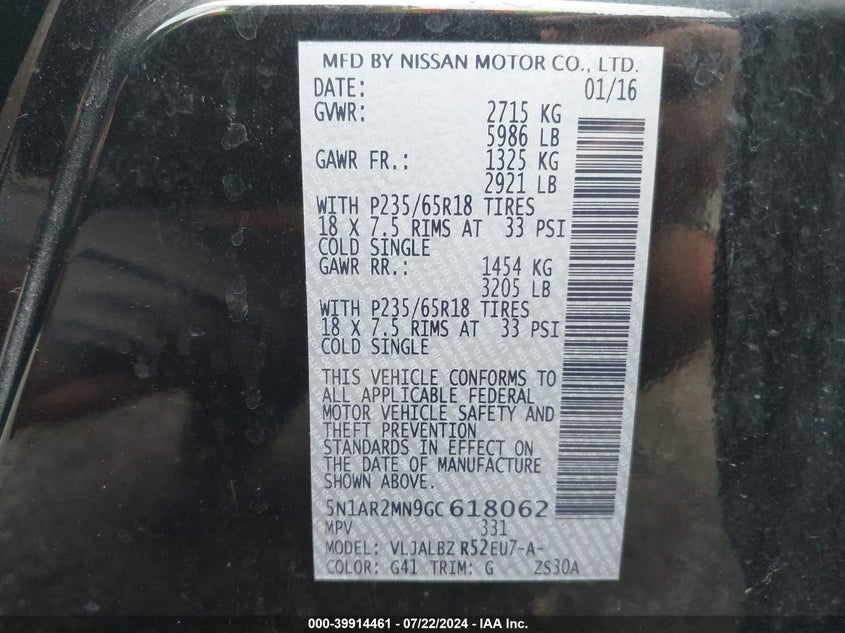 MFD BY NISSAN MOTOR CO., LTD.
DATE: 01/16
GVWR: 2715 KG
5986 LB
GAWR FR.: 1325 KG
2921 LB
WITH P235/65R18 TIRES
18 X 7.5 RIMS AT 33 PSI
COLD SINGLE
GAWR RR.: 1454 KG
3205 LB
WITH P235/65R18 TIRES
18 X 7.5 RIMS AT 33 PSI
COLD SINGLE
THIS VEHICLE CONFORMS TO
ALL APPLICABLE FEDERAL
MOTOR VEHICLE SAFETY AND
THEFT PREVENTION
STANDARDS IN EFFECT ON
THE DATE OF MANUFACTURE
SHOWN ABOVE.
5N1AR2MN9GC618062
MPV 331
MODEL: VLJALBZ R52EU7-A-
COLOR: G41 TRIM: G ZS30A
000-39914461 - 07/22/2024 - IAA Inc.